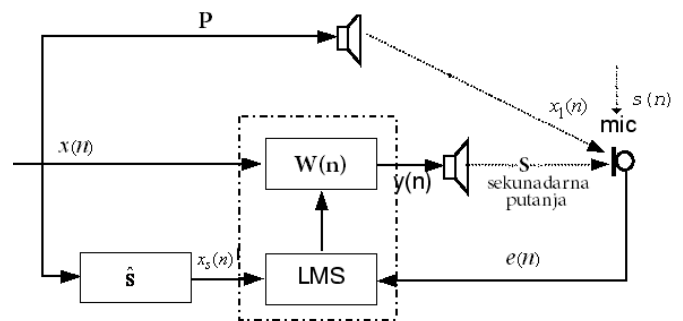 P
x₁(n)
s(n)
mic
x(n)
W(n)
y(n)
S
sekunadarna
putanja
ŝ
xₛ(n)
LMS
e(n)